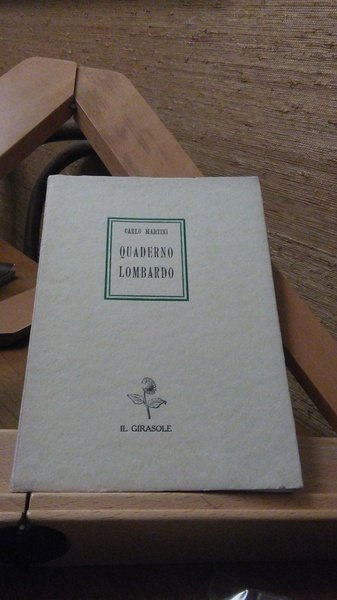 CARLO MARTINI
QUADERNO
LOMBARDO
IL GIRASOLE